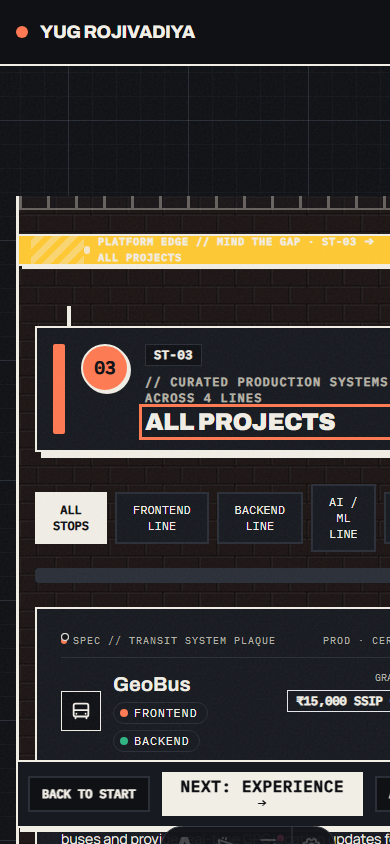 YUG ROJIVADIYA
PLATFORM EDGE // MIND THE GAP · ST-03 →
ALL PROJECTS
03
ST-03
// CURATED PRODUCTION SYSTEMS
ACROSS 4 LINES
ALL PROJECTS
ALL
STOPS
FRONTEND
LINE
BACKEND
LINE
AI /
ML
LINE
SPEC // TRANSIT SYSTEM PLAQUE
PROD · CER
GRA
GeoBus
₹15,000 SSIP
FRONTEND
BACKEND
BACK TO START
NEXT: EXPERIENCE
→
buses and provi
updates f